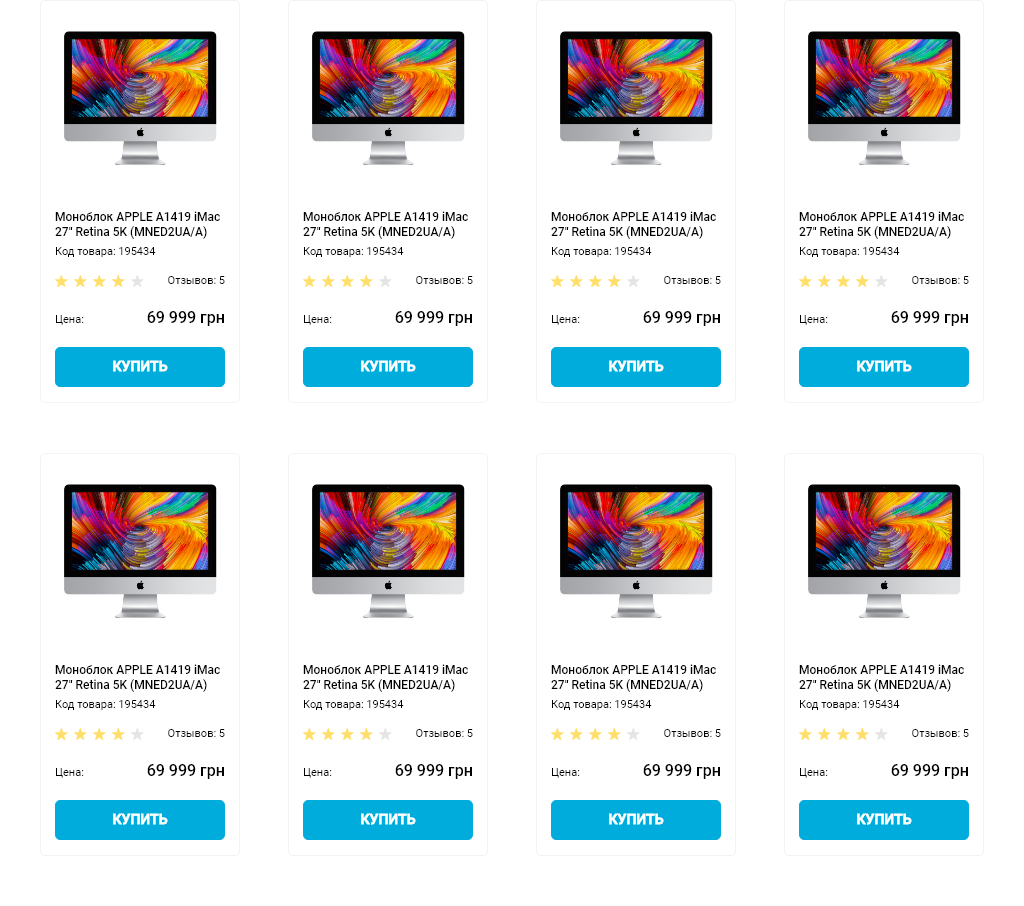 Моноблок APPLE A1419 iMac
27" Retina 5K (MNED2UA/A)
Код товара: 195434
Отзывов: 5
Цена: 69 999 грн
КУПИТЬ
Моноблок APPLE A1419 iMac
27" Retina 5K (MNED2UA/A)
Код товара: 195434
Отзывов: 5
Цена: 69 999 грн
КУПИТЬ
Моноблок APPLE A1419 iMac
27" Retina 5K (MNED2UA/A)
Код товара: 195434
Отзывов: 5
Цена: 69 999 грн
КУПИТЬ
Моноблок APPLE A1419 iMac
27" Retina 5K (MNED2UA/A)
Код товара: 195434
Отзывов: 5
Цена: 69 999 грн
КУПИТЬ
Моноблок APPLE A1419 iMac
27" Retina 5K (MNED2UA/A)
Код товара: 195434
Отзывов: 5
Цена: 69 999 грн
КУПИТЬ
Моноблок APPLE A1419 iMac
27" Retina 5K (MNED2UA/A)
Код товара: 195434
Отзывов: 5
Цена: 69 999 грн
КУПИТЬ
Моноблок APPLE A1419 iMac
27" Retina 5K (MNED2UA/A)
Код товара: 195434
Отзывов: 5
Цена: 69 999 грн
КУПИТЬ
Моноблок APPLE A1419 iMac
27" Retina 5K (MNED2UA/A)
Код товара: 195434
Отзывов: 5
Цена: 69 999 грн
КУПИТЬ